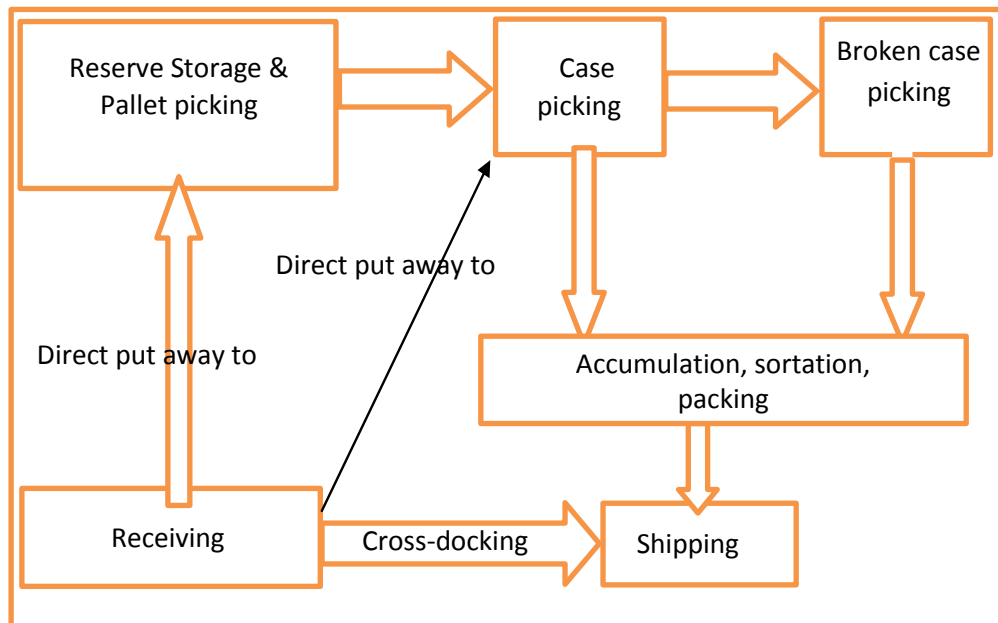 Reserve Storage &
Pallet picking
Case
picking
Broken case
picking
Direct put away to
Direct put away to
Accumulation, sortation,
packing
Receiving
Cross-docking
Shipping